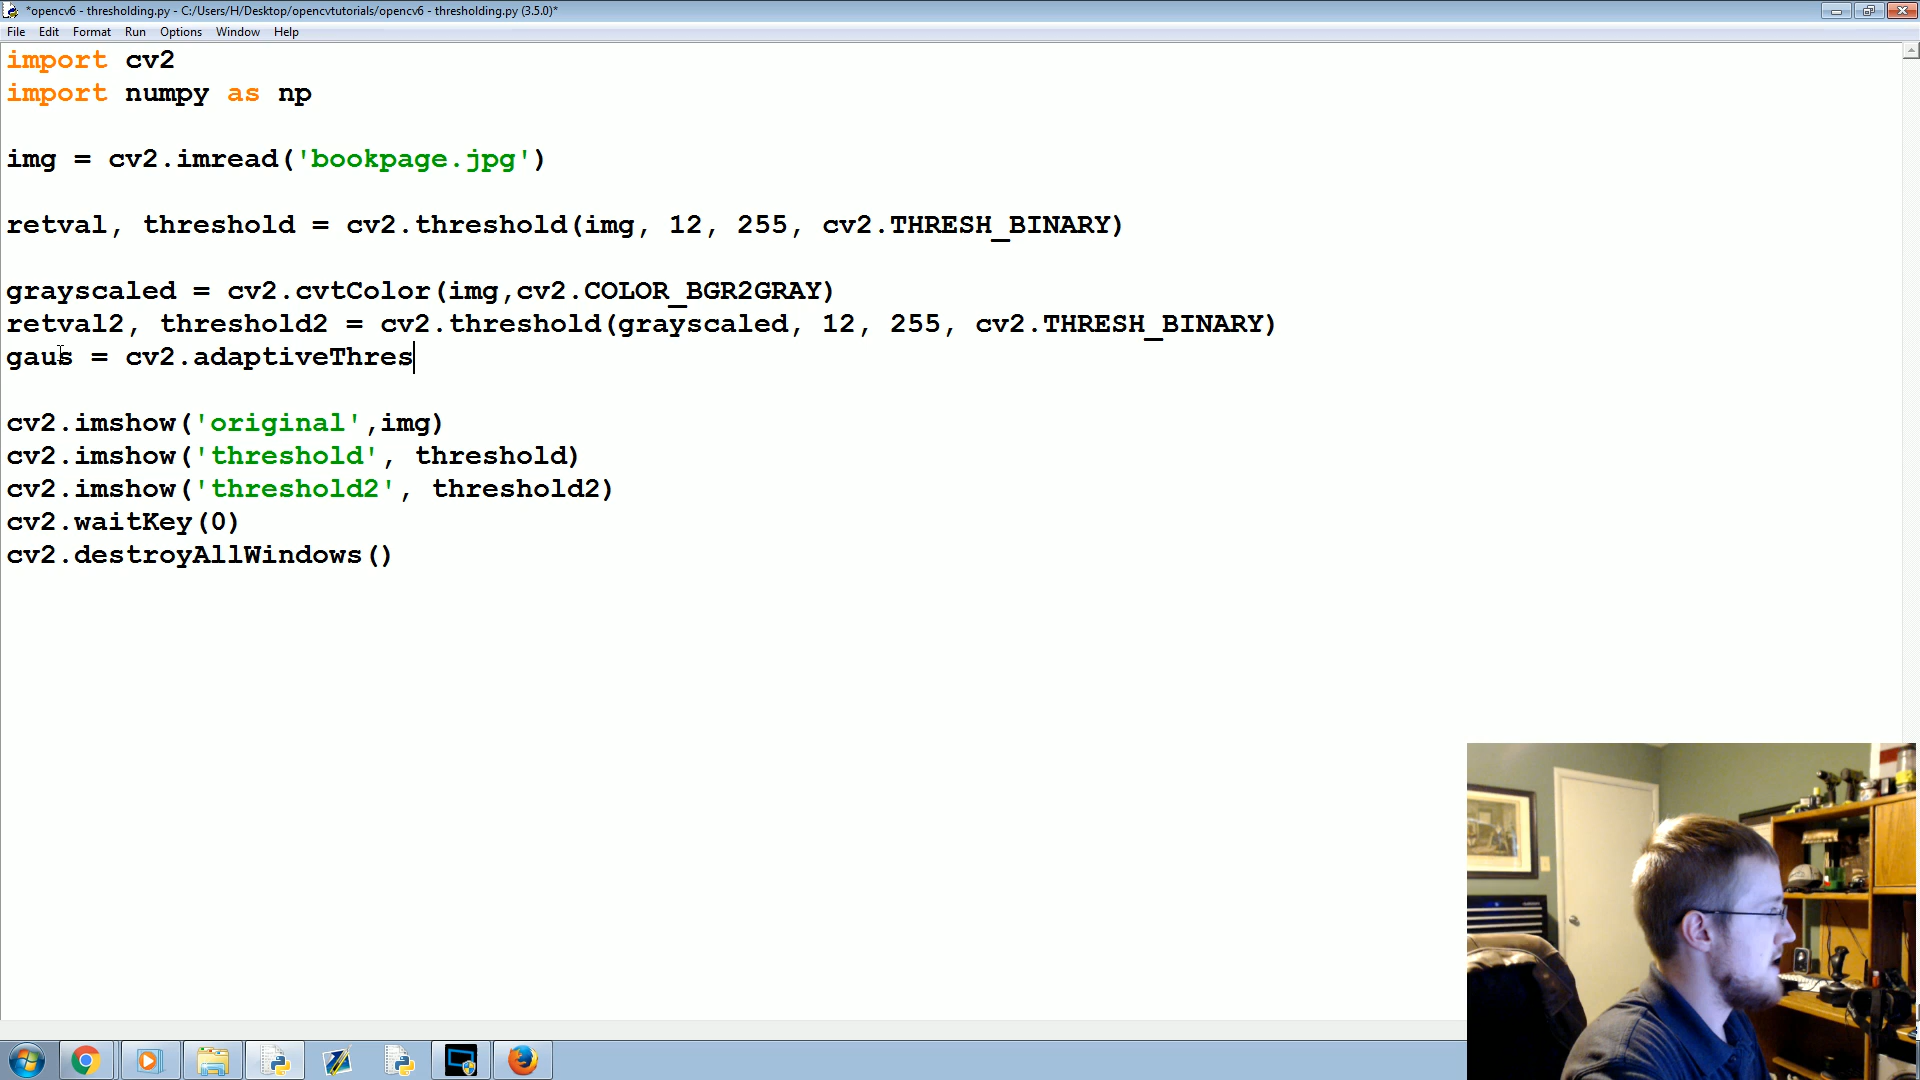 *opencv6 - thresholding.py - C:/Users/H/Desktop/opencvtutorials/opencv6 - thresholding.py (3.5.0)*
File Edit Format Run Options Window Help
import cv2
import numpy as np
img = cv2.imread('bookpage.jpg')
retval, threshold = cv2.threshold(img, 12, 255, cv2.THRESH_BINARY)
grayscaled = cv2.cvtColor(img,cv2.COLOR_BGR2GRAY)
retval2, threshold2 = cv2.threshold(grayscaled, 12, 255, cv2.THRESH_BINARY)
gaus = cv2.adaptiveThres
cv2.imshow('original',img)
cv2.imshow('threshold', threshold)
cv2.imshow('threshold2', threshold2)
cv2.waitKey(0)
cv2.destroyAllWindows()